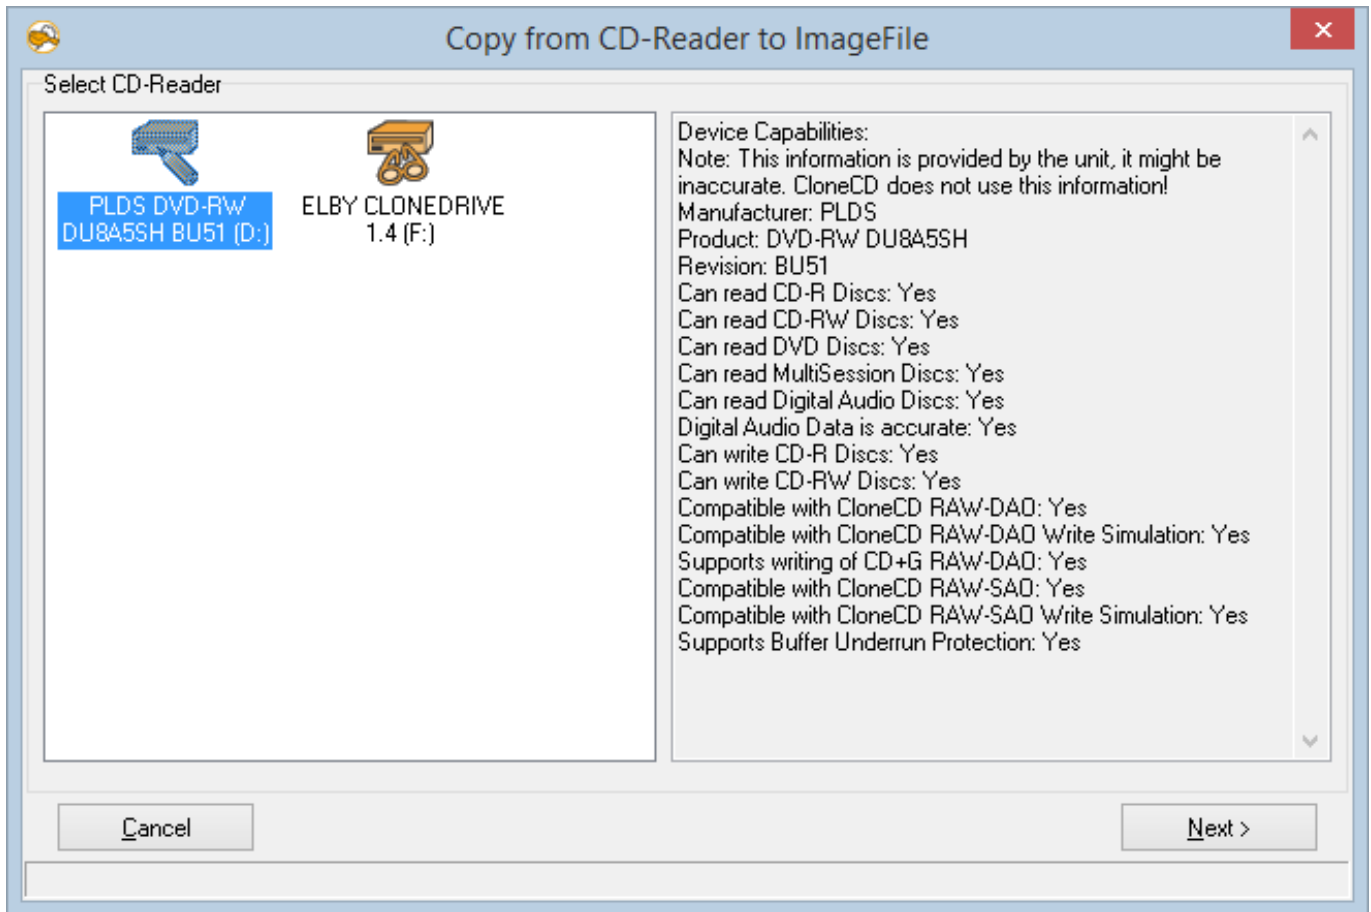 Copy from CD-Reader to ImageFile
Select CD-Reader
PLDS DVD-RW
DU8A5SH BU51 (D:)
ELBY CLONEDRIVE
1.4 (F:)
Device Capabilities:
Note: This information is provided by the unit, it might be
inaccurate. CloneCD does not use this information!
Manufacturer: PLDS
Product: DVD-RW DU8A5SH
Revision: BU51
Can read CD-R Discs: Yes
Can read CD-RW Discs: Yes
Can read DVD Discs: Yes
Can read MultiSession Discs: Yes
Can read Digital Audio Discs: Yes
Digital Audio Data is accurate: Yes
Can write CD-R Discs: Yes
Can write CD-RW Discs: Yes
Compatible with CloneCD RAW-DAO: Yes
Compatible with CloneCD RAW-DAO Write Simulation: Yes
Supports writing of CD+G RAW-DAO: Yes
Compatible with CloneCD RAW-SAO: Yes
Compatible with CloneCD RAW-SAO Write Simulation: Yes
Supports Buffer Underrun Protection: Yes
Cancel
Next >